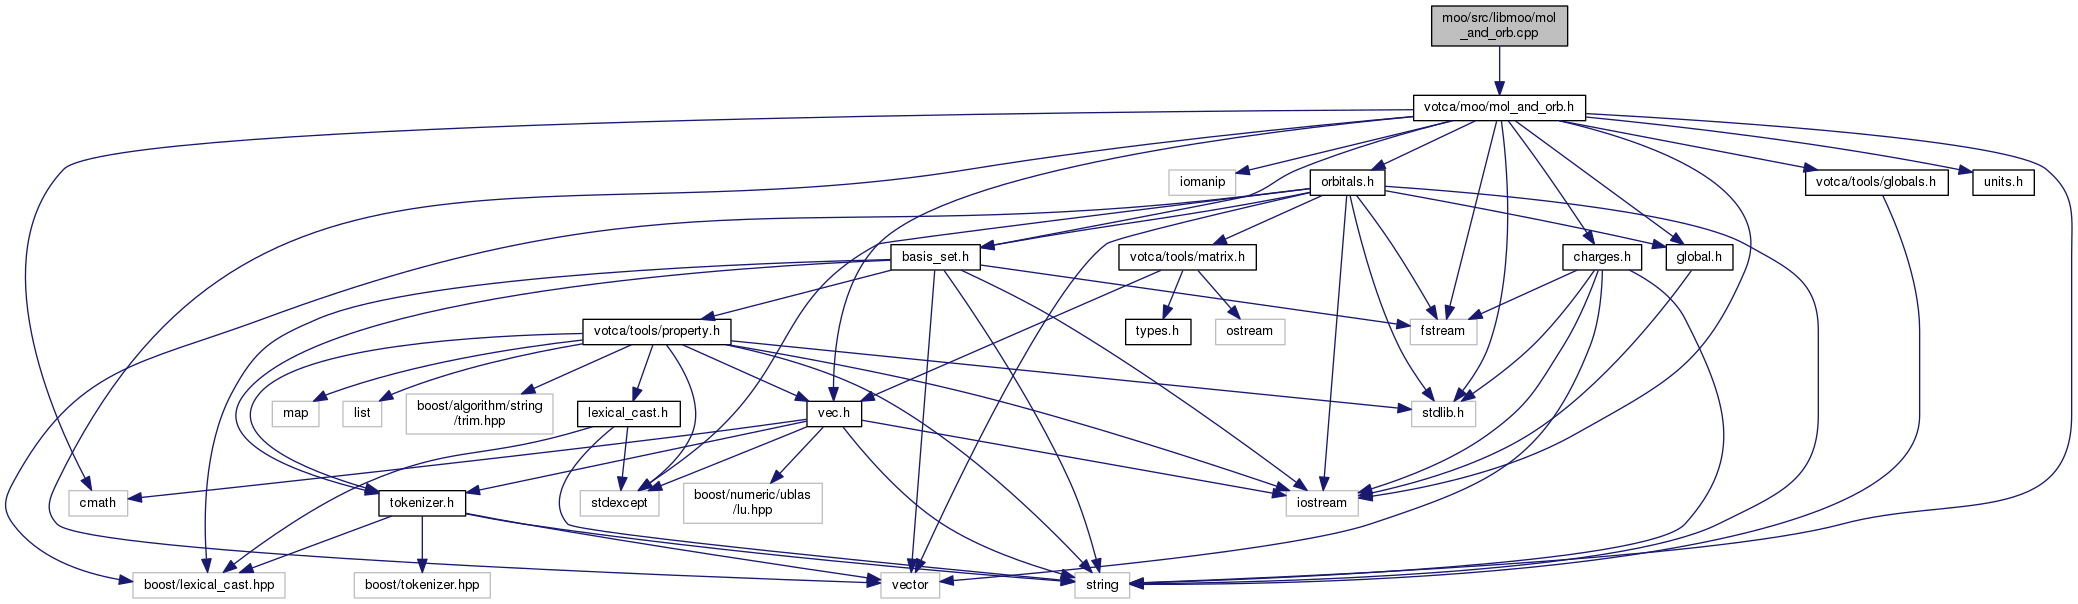 moo/src/libmoo/mol
_and_orb.cpp
votca/moo/mol_and_orb.h
iomanip
orbitals.h
votca/tools/globals.h
units.h
basis_set.h
votca/tools/matrix.h
charges.h
global.h
votca/tools/property.h
types.h
ostream
fstream
map
list
boost/algorithm/string
/trim.hpp
lexical_cast.h
vec.h
stdlib.h
cmath
tokenizer.h
stdexcept
boost/numeric/ublas
/lu.hpp
iostream
boost/lexical_cast.hpp
boost/tokenizer.hpp
vector
string